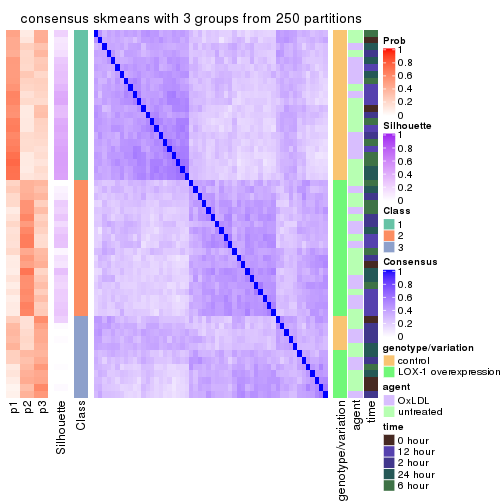 consensus skmeans with 3 groups from 250 partitions
p1
p2
p3
Silhouette
Class
genotype/variation
agent
time
Prob
1
0.8
0.6
0.4
0.2
0
Silhouette
1
0.8
0.6
0.4
0.2
0
Class
1
2
3
Consensus
1
0.8
0.6
0.4
0.2
0
genotype/variation
control
LOX-1 overexpression
agent
OxLDL
untreated
time
0 hour
12 hour
2 hour
24 hour
6 hour